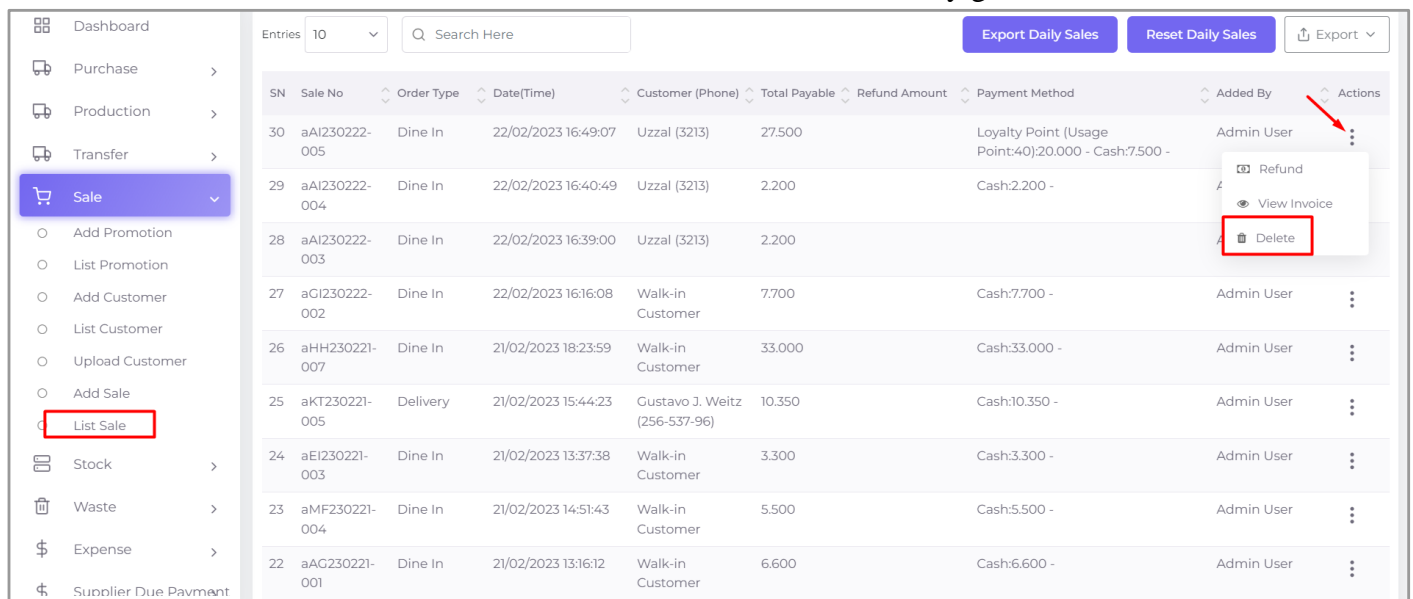 Dashboard
Purchase
Production
Transfer
Sale
Add Promotion
List Promotion
Add Customer
List Customer
Upload Customer
Add Sale
List Sale
Stock
Waste
Expense
Supplier Due Payment
Entries 10 Search Here Export Daily Sales Reset Daily Sales Export
SN Sale No Order Type Date(Time) Customer (Phone) Total Payable Refund Amount Payment Method Added By Actions
30 aAI230222- Dine In 22/02/2023 16:49:07 Uzzal (3213) 27.500 Loyalty Point (Usage Admin User
005 Point:40):20.000 - Cash:7.500 -
Refund
View Invoice
Delete
29 aAI230222- Dine In 22/02/2023 16:40:49 Uzzal (3213) 2.200 Cash:2.200 -
004
28 aAI230222- Dine In 22/02/2023 16:39:00 Uzzal (3213) 2.200 Cash:2.200 -
003
27 aGI230222- Dine In 22/02/2023 16:16:08 Walk-in 7.700 Cash:7.700 - Admin User
002 Customer
26 aHH230221- Dine In 21/02/2023 18:23:59 Walk-in 33.000 Cash:33.000 - Admin User
007 Customer
25 aKT230221- Delivery 21/02/2023 15:44:23 Gustavo J. Weitz 10.350 Cash:10.350 - Admin User
005 (256-537-96)
24 aEI230221- Dine In 21/02/2023 13:37:38 Walk-in 3.300 Cash:3.300 - Admin User
003 Customer
23 aMF230221- Dine In 21/02/2023 14:51:43 Walk-in 5.500 Cash:5.500 - Admin User
004 Customer
22 aAG230221- Dine In 21/02/2023 13:16:12 Walk-in 6.600 Cash:6.600 - Admin User
001 Customer